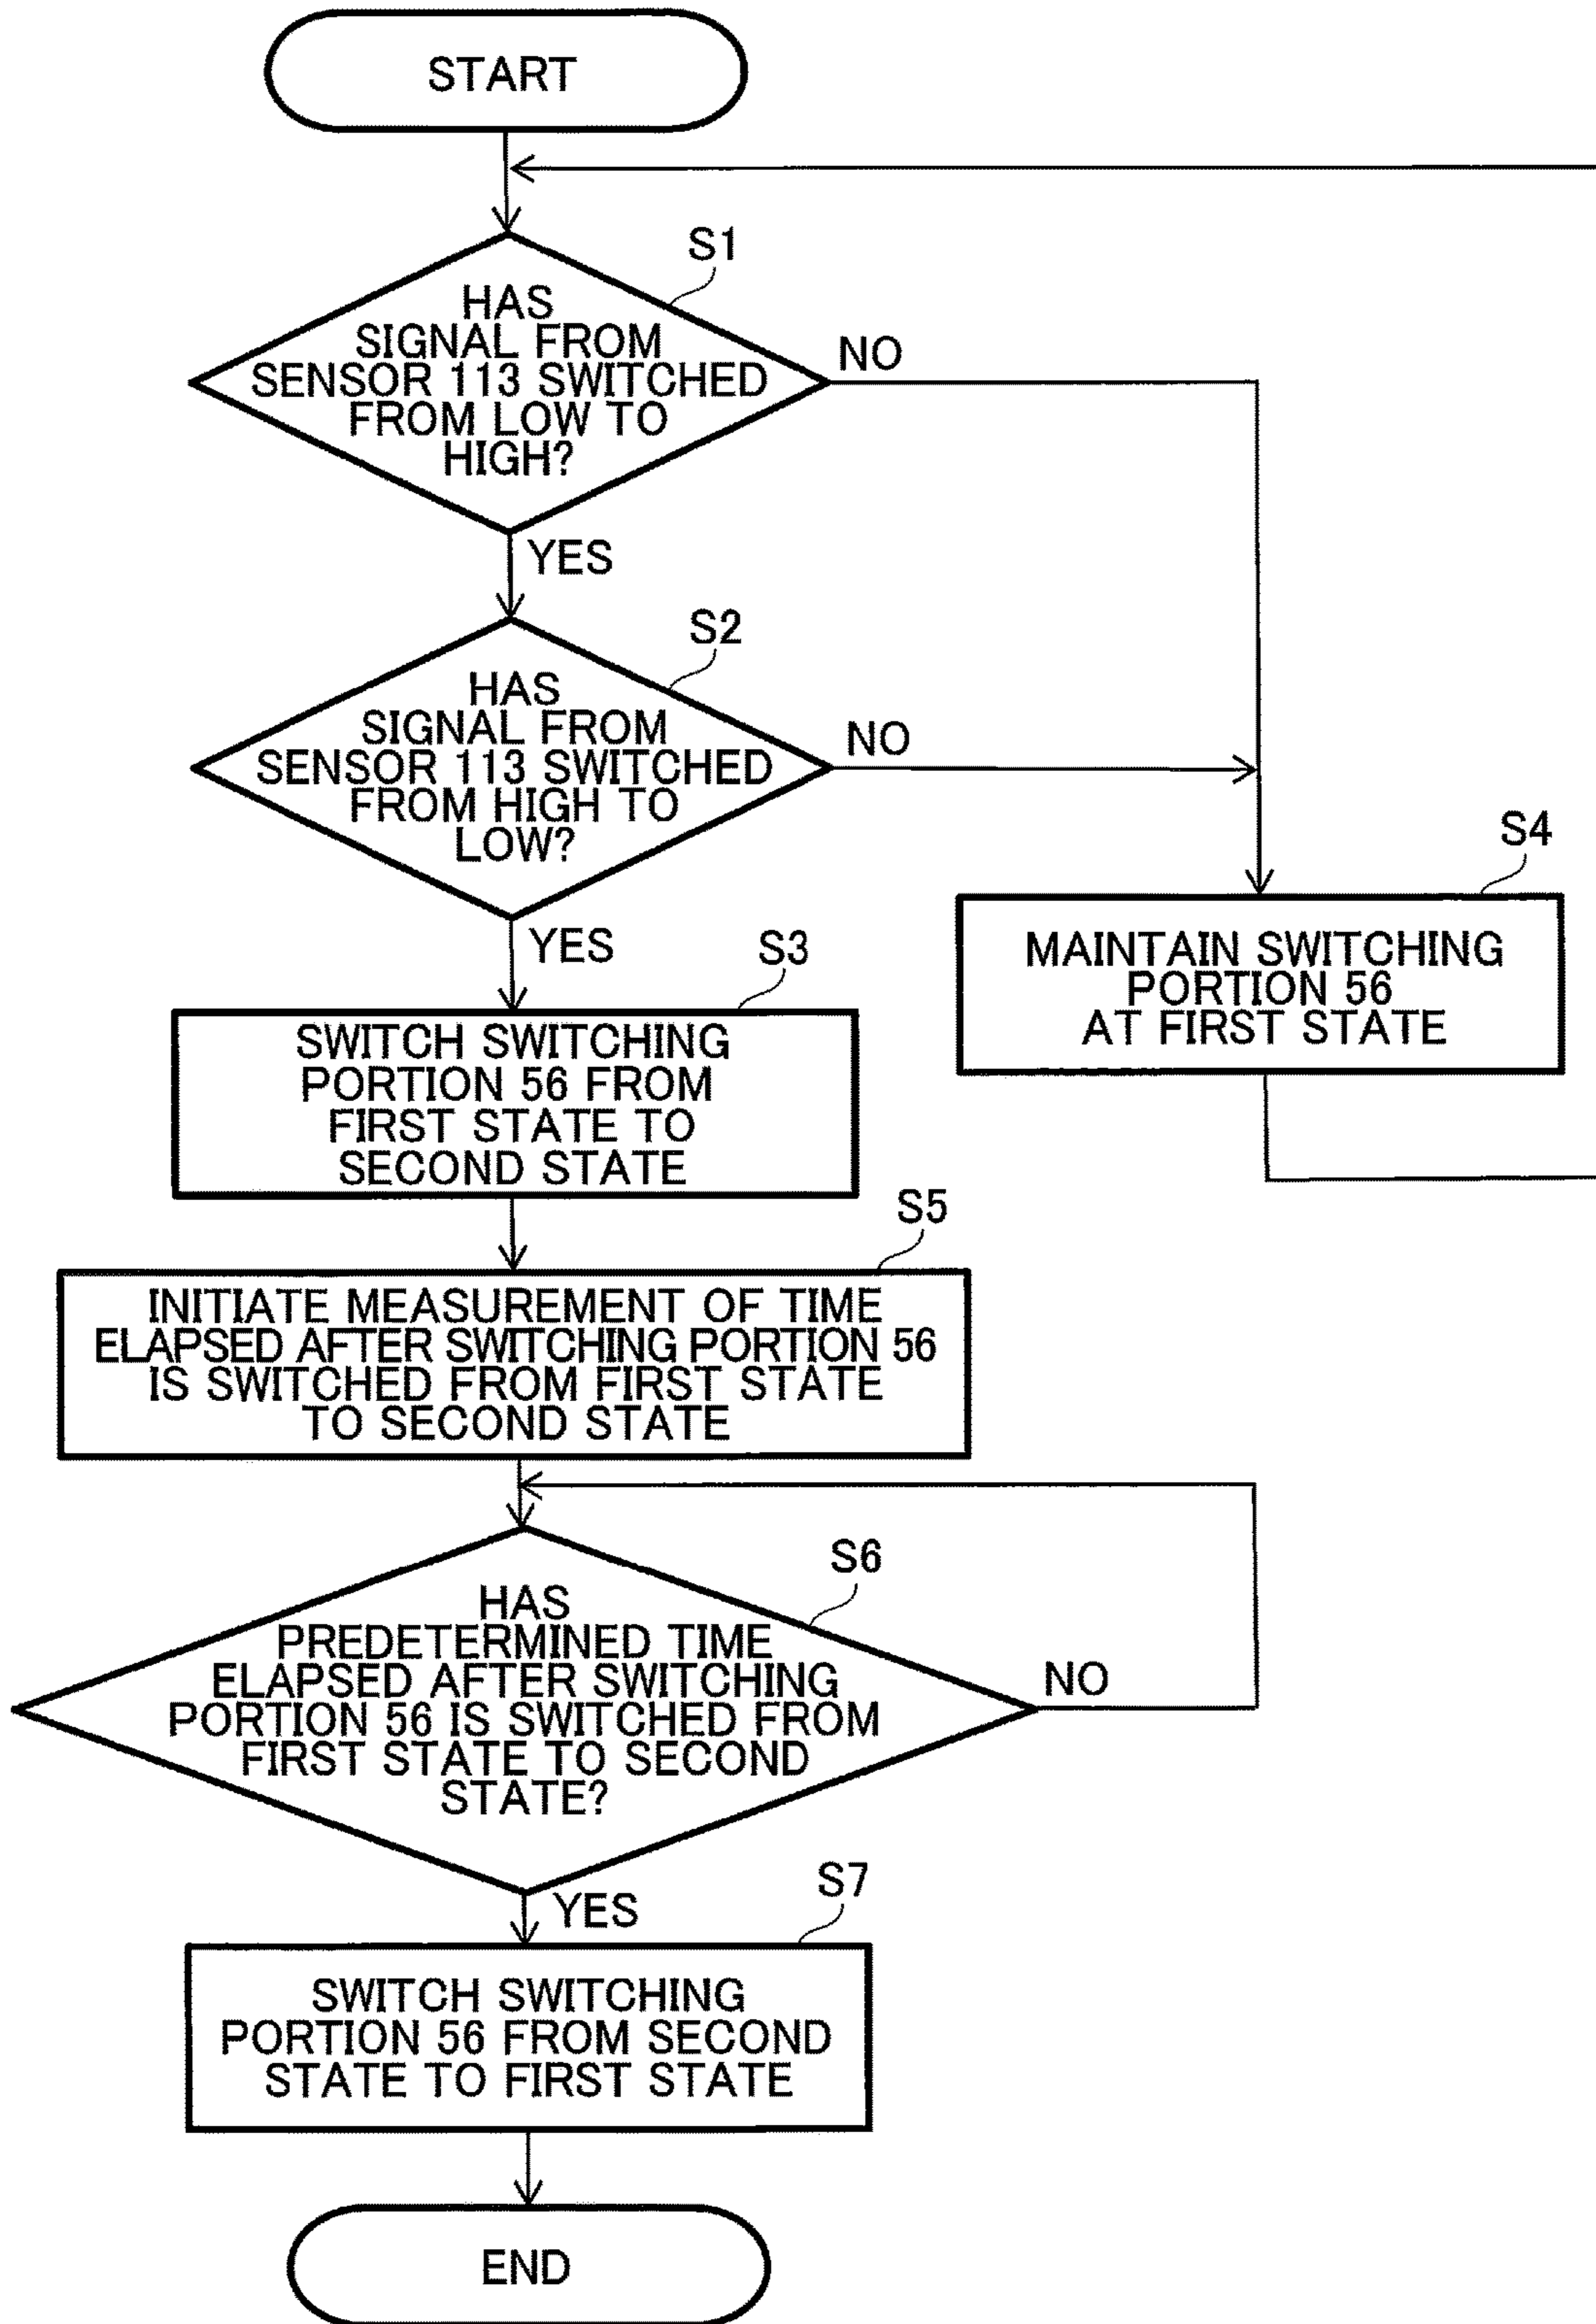 START
S1
HAS
SIGNAL FROM
SENSOR 113 SWITCHED
FROM LOW TO
HIGH?
NO
YES
S2
HAS
SIGNAL FROM
SENSOR 113 SWITCHED
FROM HIGH TO
LOW?
NO
YES
S4
MAINTAIN SWITCHING
PORTION 56
AT FIRST STATE
S3
SWITCH SWITCHING
PORTION 56 FROM
FIRST STATE TO
SECOND STATE
S5
INITIATE MEASUREMENT OF TIME
ELAPSED AFTER SWITCHING PORTION 56
IS SWITCHED FROM FIRST STATE
TO SECOND STATE
S6
HAS
PREDETERMINED TIME
ELAPSED AFTER SWITCHING
PORTION 56 IS SWITCHED FROM
FIRST STATE TO SECOND
STATE?
NO
YES
S7
SWITCH SWITCHING
PORTION 56 FROM SECOND
STATE TO FIRST STATE
END